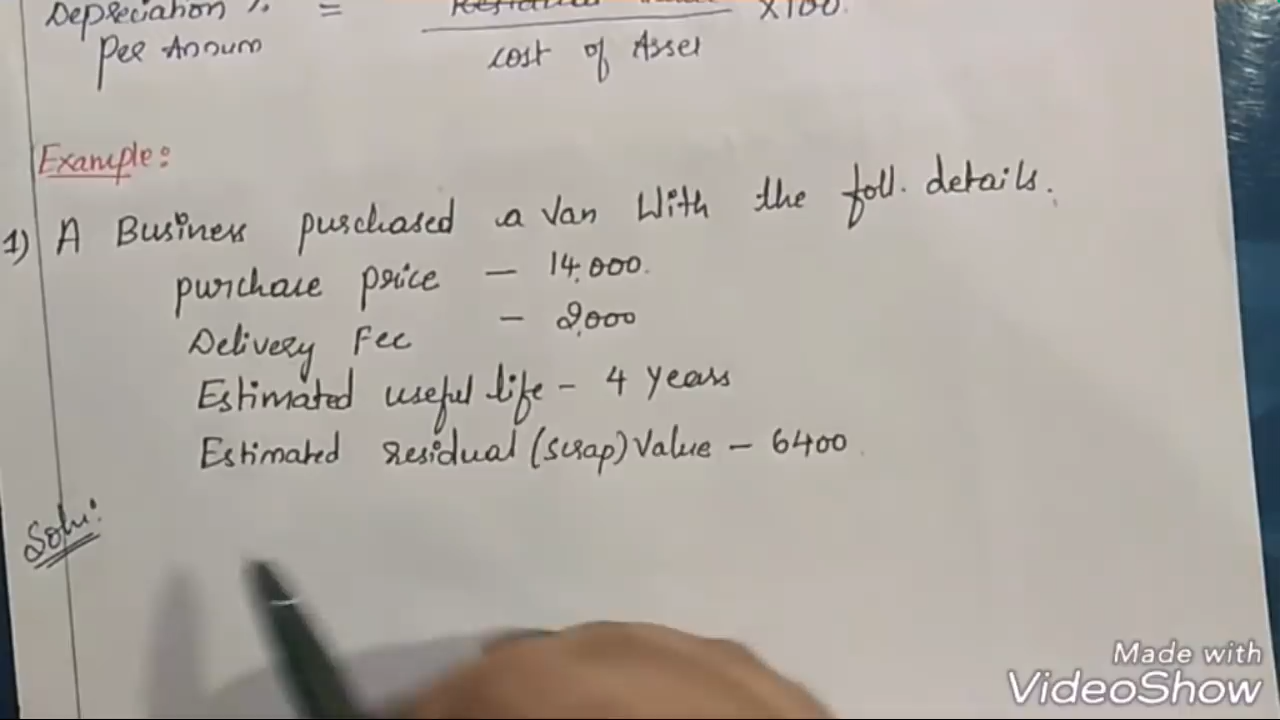 Depreciation %
=
x100.
Per Annum
cost of Asset
Example:
1) A Business purchased a van With the foll. details.
purchase price - 14,000.
Delivery Fee - 2,000
Estimated useful life - 4 years
Estimated residual (scrap) Value - 6400
Soln:
Made with
VideoShow